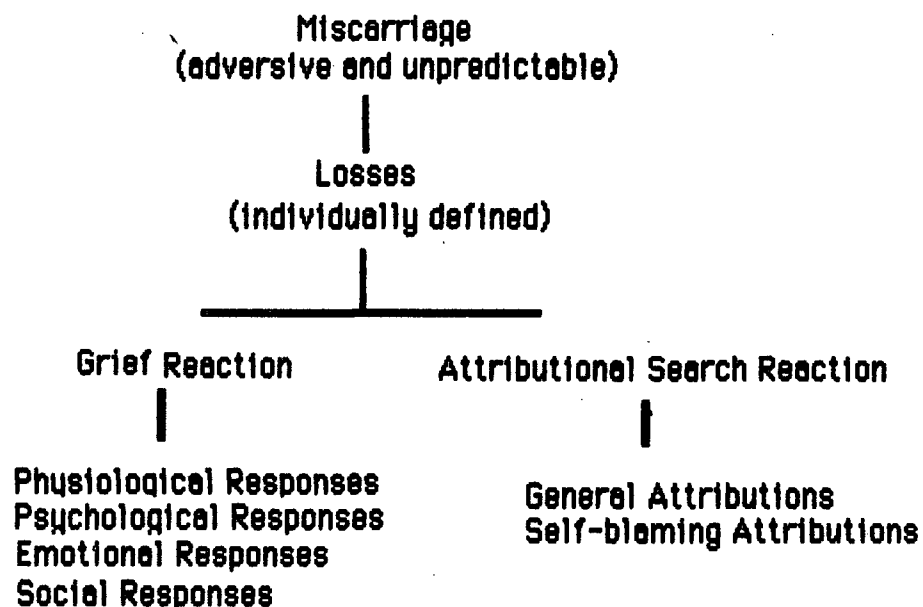 Miscarriage
(adversive and unpredictable)
Losses
(individually defined)
Grief Reaction
Attributional Search Reaction
Physiological Responses
Psychological Responses
Emotional Responses
Social Responses
General Attributions
Self-blaming Attributions